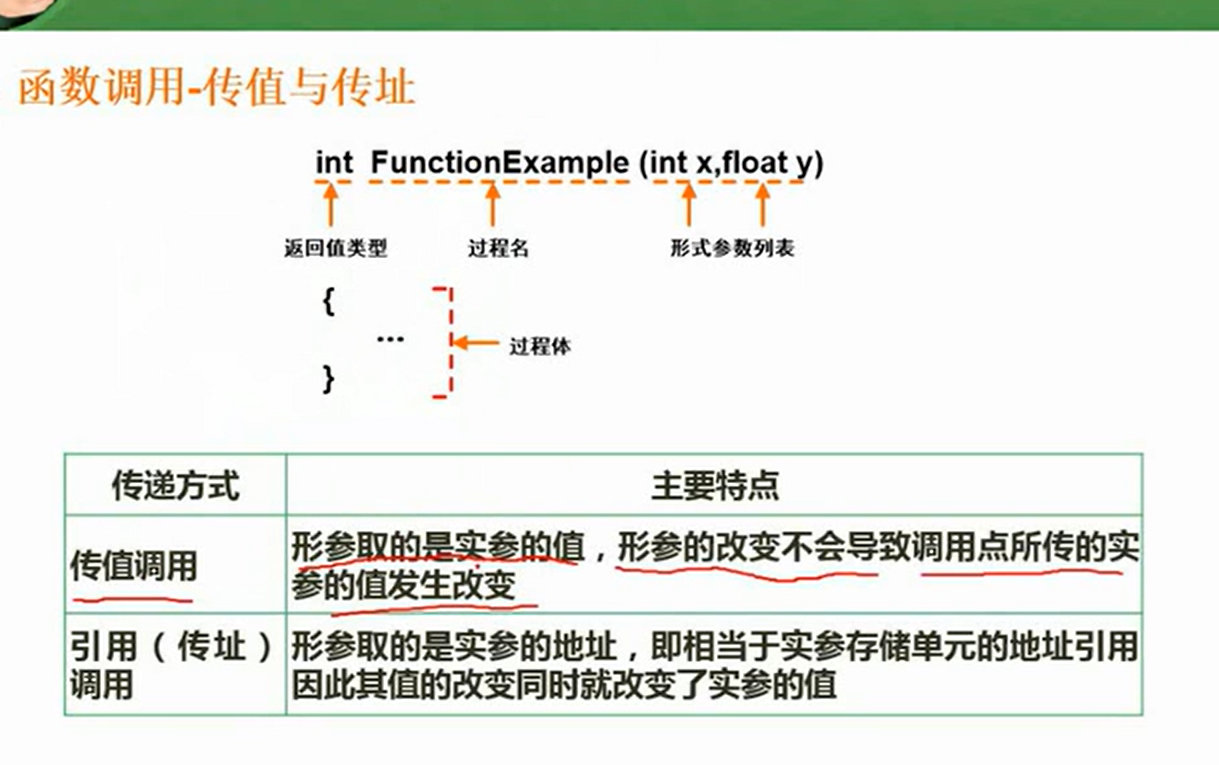 函数调用-传值与传址
int FunctionExample (int x,float y)
返回值类型 过程名 形式参数列表
{
...
过程体
}
传递方式 主要特点
传值调用
形参取的是实参的值，形参的改变不会导致调用点所传的实
参的值发生改变
引用（传址）
调用
形参取的是实参的地址，即相当于实参存储单元的地址引用
因此其值的改变同时就改变了实参的值